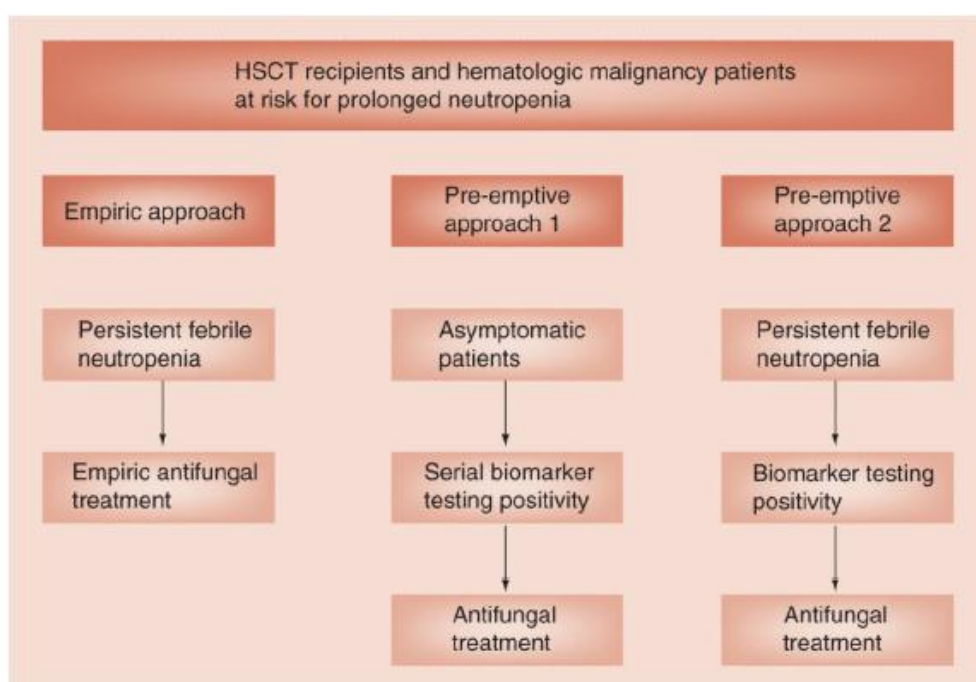 HSCT recipients and hematologic malignancy patients
at risk for prolonged neutropenia
Empiric approach
Pre-emptive
approach 1
Pre-emptive
approach 2
Persistent febrile
neutropenia
Asymptomatic
patients
Persistent febrile
neutropenia
Empiric antifungal
treatment
Serial biomarker
testing positivity
Biomarker testing
positivity
Antifungal
treatment
Antifungal
treatment